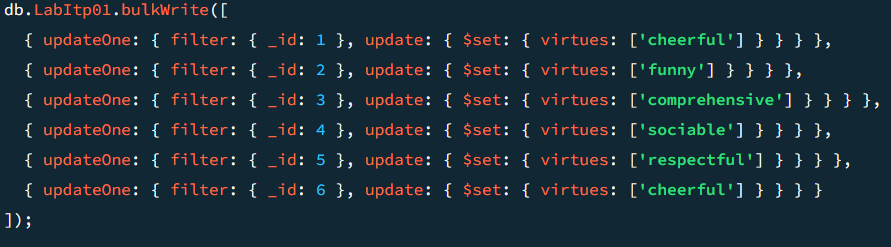 db.LabItp01.bulkWrite([
  { updateOne: { filter: { _id: 1 }, update: { $set: { virtues: ['cheerful'] } } } },
  { updateOne: { filter: { _id: 2 }, update: { $set: { virtues: ['funny'] } } } },
  { updateOne: { filter: { _id: 3 }, update: { $set: { virtues: ['comprehensive'] } } } },
  { updateOne: { filter: { _id: 4 }, update: { $set: { virtues: ['sociable'] } } } },
  { updateOne: { filter: { _id: 5 }, update: { $set: { virtues: ['respectful'] } } } },
  { updateOne: { filter: { _id: 6 }, update: { $set: { virtues: ['cheerful'] } } } }
]);